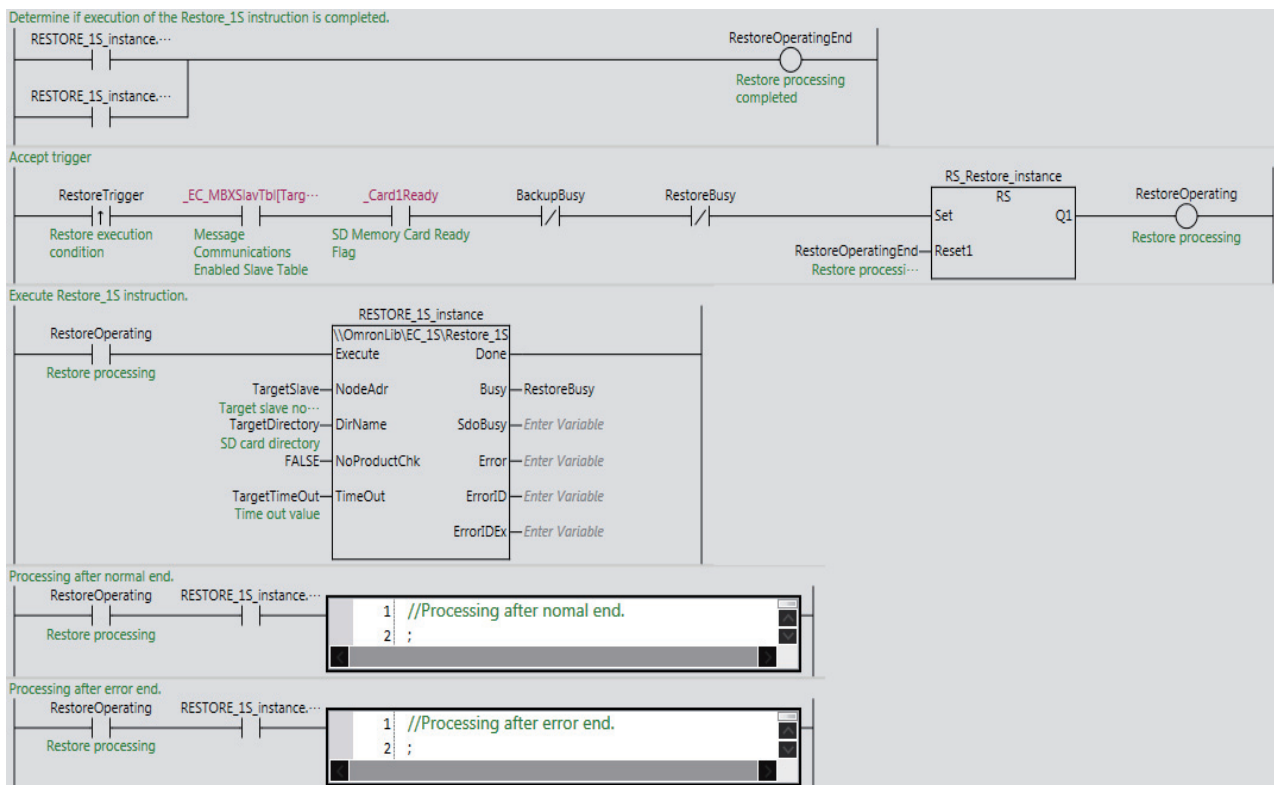 Determine if execution of the Restore_1S instruction is completed.
RESTORE_1S_instance.…
RestoreOperatingEnd
Restore processing
completed
RESTORE_1S_instance.…
Accept trigger
RestoreTrigger
_EC_MBXSlavTbl[Targ…
_Card1Ready
BackupBusy
RestoreBusy
RS_Restore_instance
RS
RestoreOperating
Set
Q1
Restore execution
condition
Message
Communications
Enabled Slave Table
SD Memory Card Ready
Flag
Restore processing
RestoreOperatingEnd
Reset1
Restore processi…
Execute Restore_1S instruction.
RESTORE_1S_instance
RestoreOperating
\\OmronLib\EC_1S\Restore_1S
Execute
Done
Restore processing
TargetSlave
NodeAdr
Busy
RestoreBusy
Target slave no…
TargetDirectory
DirName
SdoBusy
Enter Variable
SD card directory
FALSE
NoProductChk
Error
Enter Variable
TargetTimeOut
TimeOut
ErrorID
Enter Variable
Time out value
ErrorIDEx
Enter Variable
Processing after normal end.
RestoreOperating
RESTORE_1S_instance.…
Restore processing
1 //Processing after nomal end.
2 ;
Processing after error end.
RestoreOperating
RESTORE_1S_instance.…
Restore processing
1 //Processing after error end.
2 ;